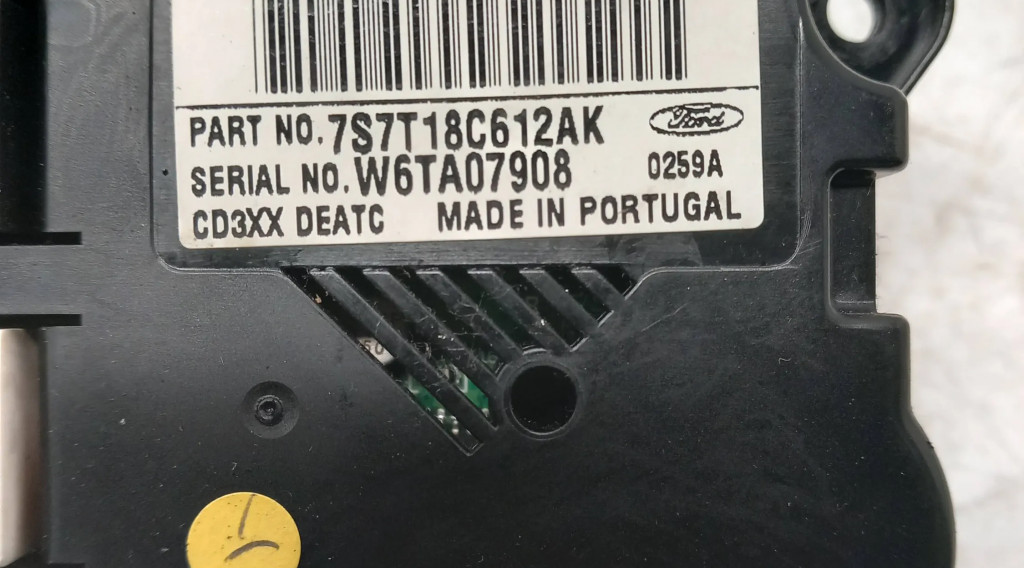 PART NO. 7S7T18C612AK Ford
SERIAL NO. W6TA07908 0259A
CD3XX DEATC MADE IN PORTUGAL